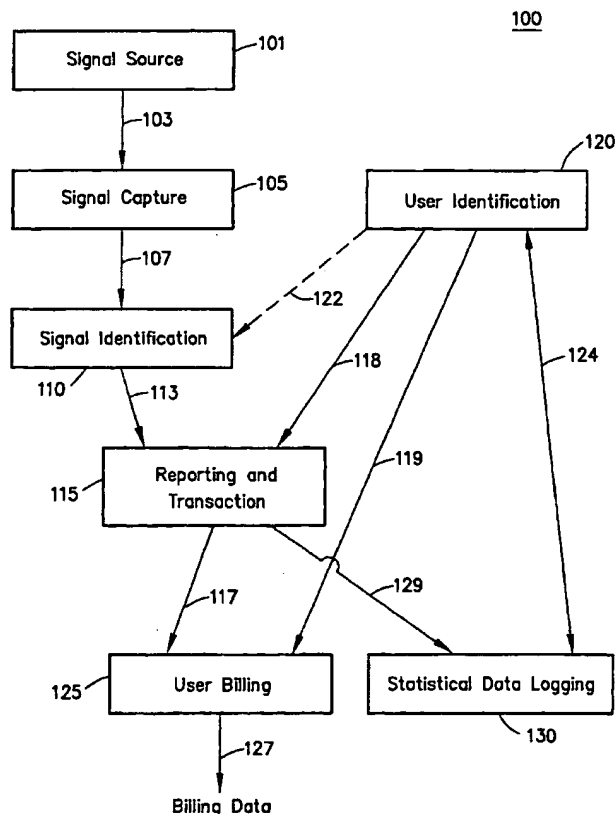 100
Signal Source
101
103
120
Signal Capture
105
User Identification
107
122
Signal Identification
110
113
118
124
119
115
Reporting and
Transaction
117
129
125
User Billing
Statistical Data Logging
130
127
Billing Data